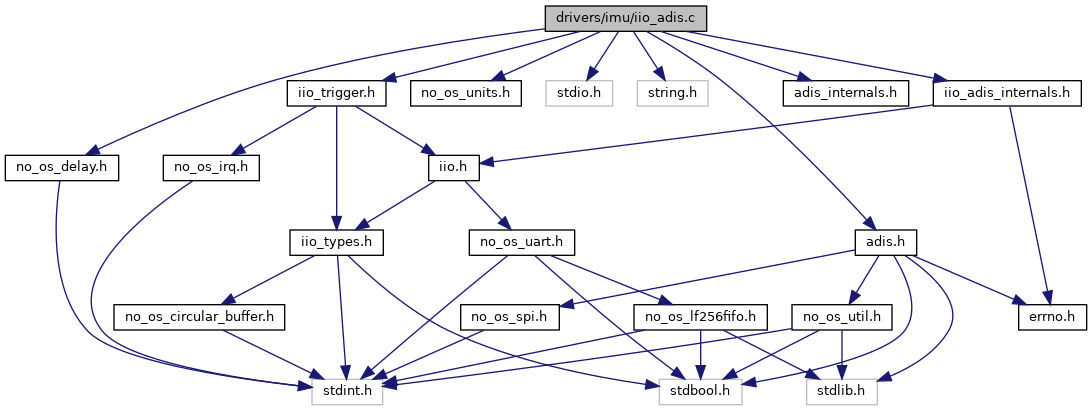 drivers/imu/iio_adis.c
iio_trigger.h
no_os_units.h
stdio.h
string.h
adis_internals.h
iio_adis_internals.h
no_os_delay.h
no_os_irq.h
iio.h
iio_types.h
no_os_uart.h
adis.h
no_os_circular_buffer.h
no_os_spi.h
no_os_lf256fifo.h
no_os_util.h
errno.h
stdint.h
stdbool.h
stdlib.h